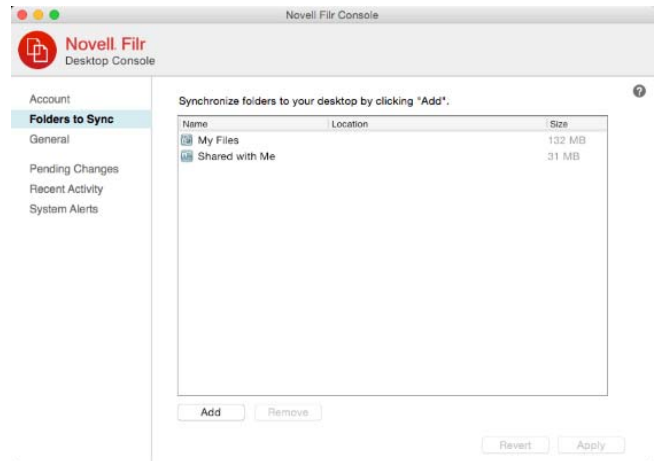 Novell Filr Console
Novell. Filr
Desktop Console
Account
Folders to Sync
General
Pending Changes
Recent Activity
System Alerts
Synchronize folders to your desktop by clicking "Add".
?
Name Location Size
My Files 132 MB
Shared with Me 31 MB
Add Remove
Revert Apply